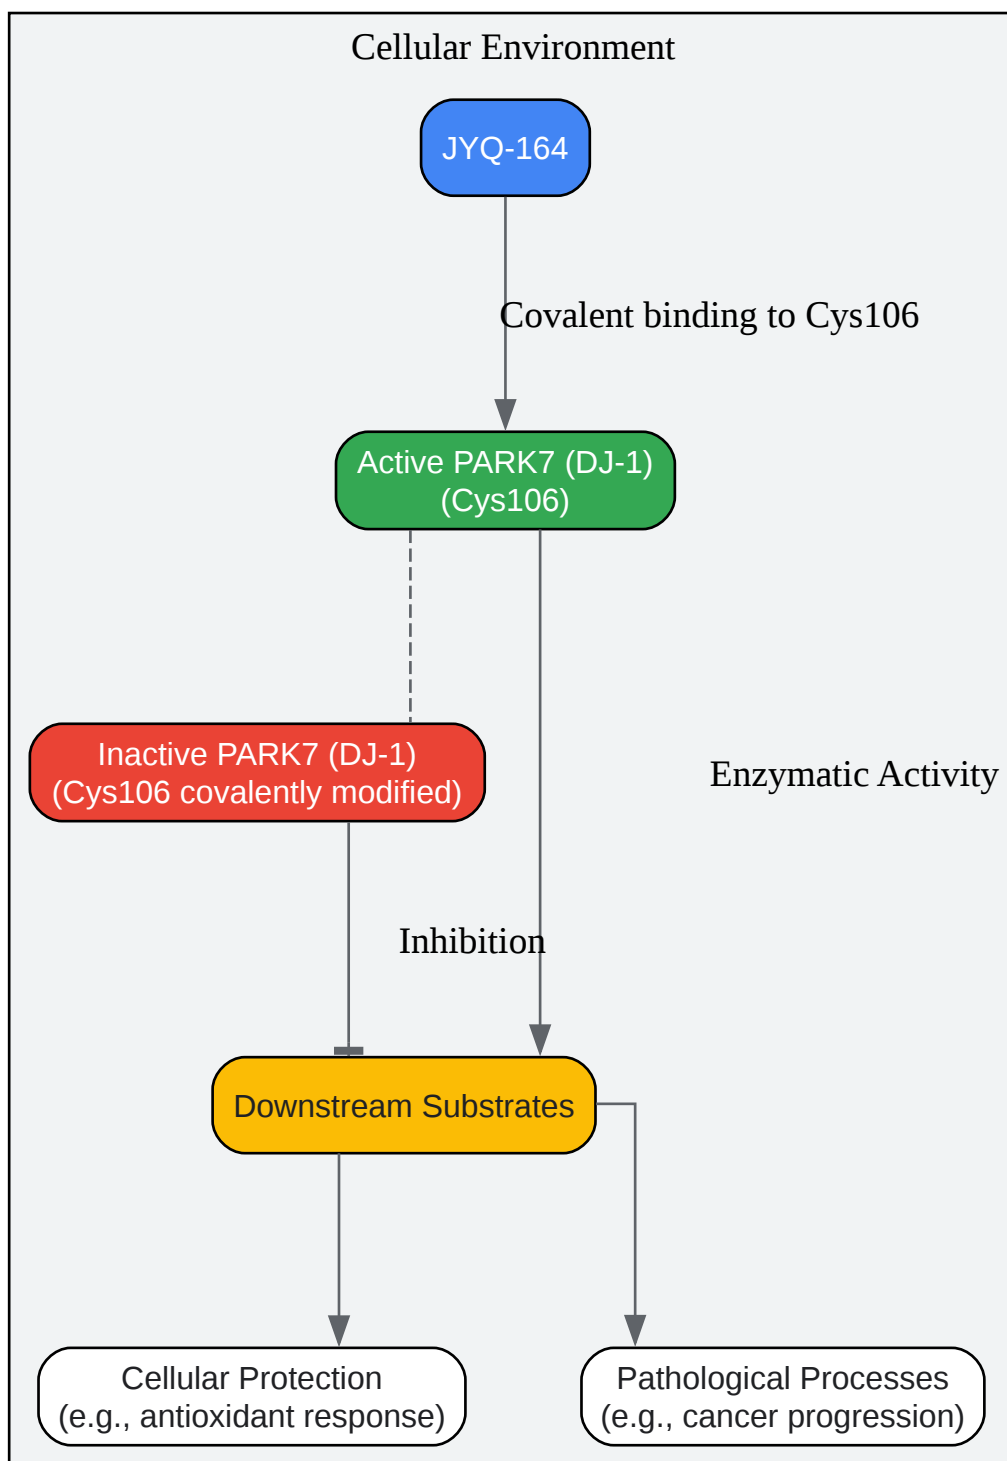 Cellular Environment
JYQ-164
Covalent binding to Cys106
Active PARK7 (DJ-1)
(Cys106)
Inactive PARK7 (DJ-1)
(Cys106 covalently modified)
Enzymatic Activity
Inhibition
Downstream Substrates
Cellular Protection
(e.g., antioxidant response)
Pathological Processes
(e.g., cancer progression)